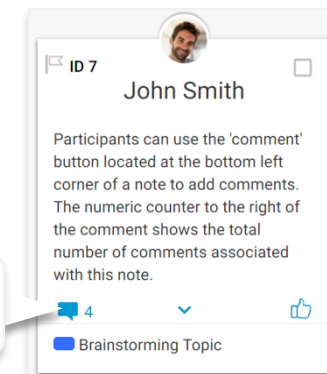 ID 7
John Smith
Participants can use the 'comment'
button located at the bottom left
corner of a note to add comments.
The numeric counter to the right of
the comment shows the total
number of comments associated
with this note.
4
Brainstorming Topic